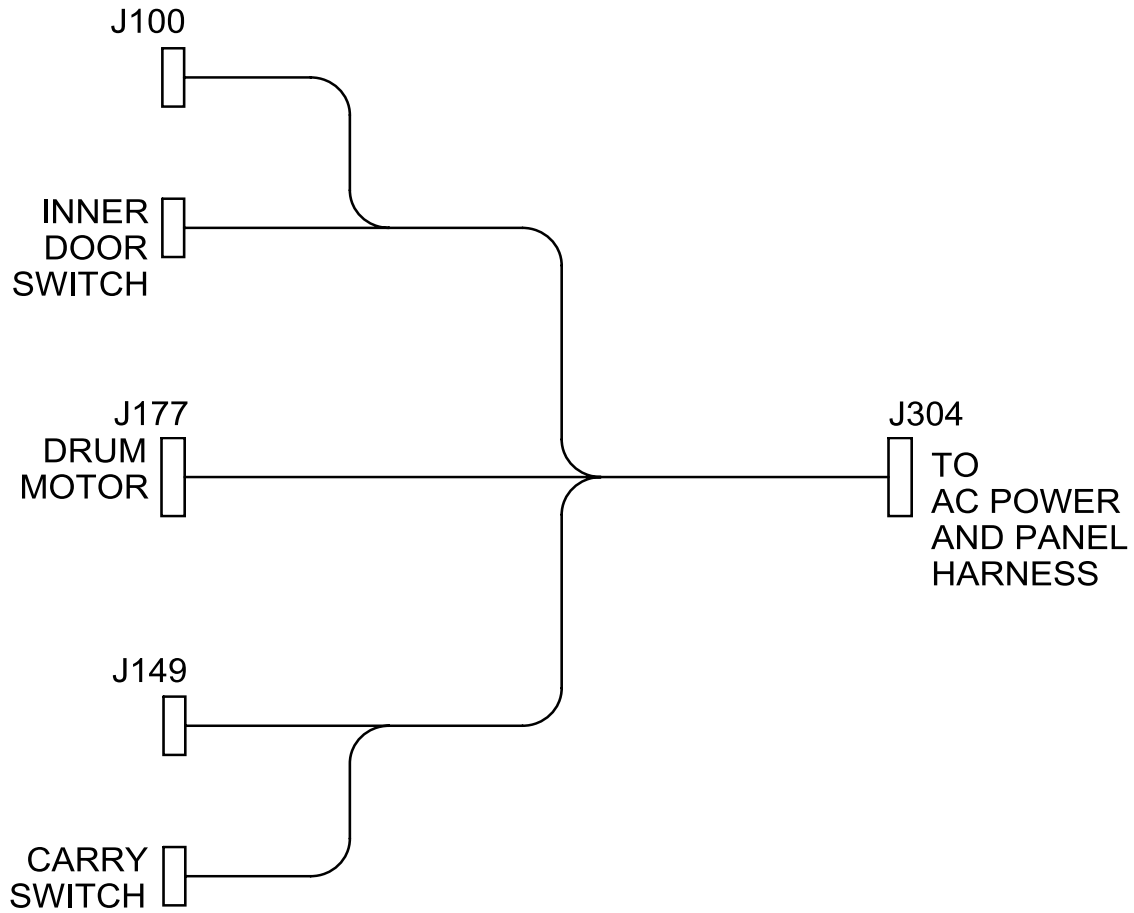 J100
INNER
DOOR
SWITCH
J177
DRUM
MOTOR
J304
TO
AC POWER
AND PANEL
HARNESS
J149
CARRY
SWITCH